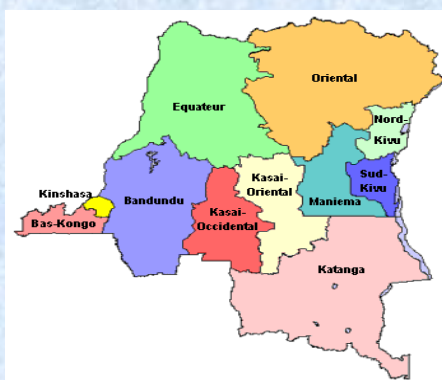 Oriental
Equateur
Nord-
Kivu
Kasai-
Oriental
Sud-
Kivu
Kinshasa
Bandundu
Maniema
Kasai-
Occidental
Bas-Kongo
Katanga